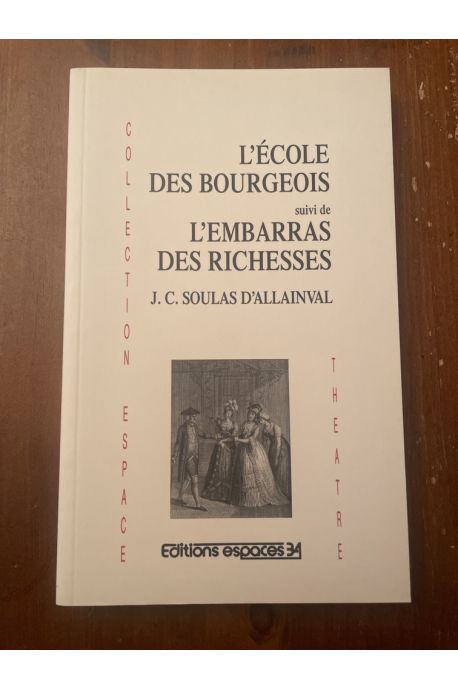 COLLECTION ESPACE
L'ÉCOLE
DES BOURGEOIS
suivi de
L'EMBARRAS
DES RICHESSES
J. C. SOULAS D'ALLAINVAL
THEATRE
Editions espaces 34